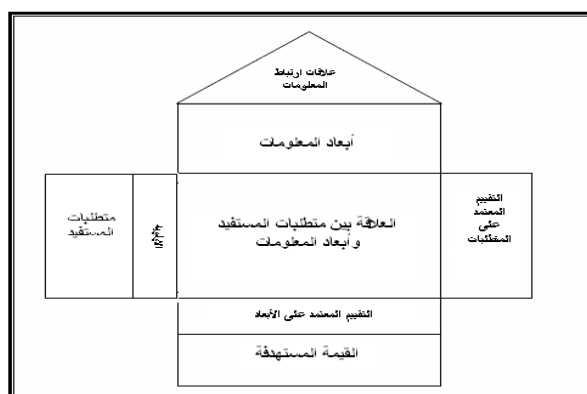 علاقات ارتباط
المعلومات
أبعاد المعلومات
متطلبات
المستفيد
العلاقة بين متطلبات المستفيد
وأبعاد المعلومات
التقييم
المعتمد
على
المتطلبات
التقييم المعتمد على الأبعاد
القيمة المستهدفة